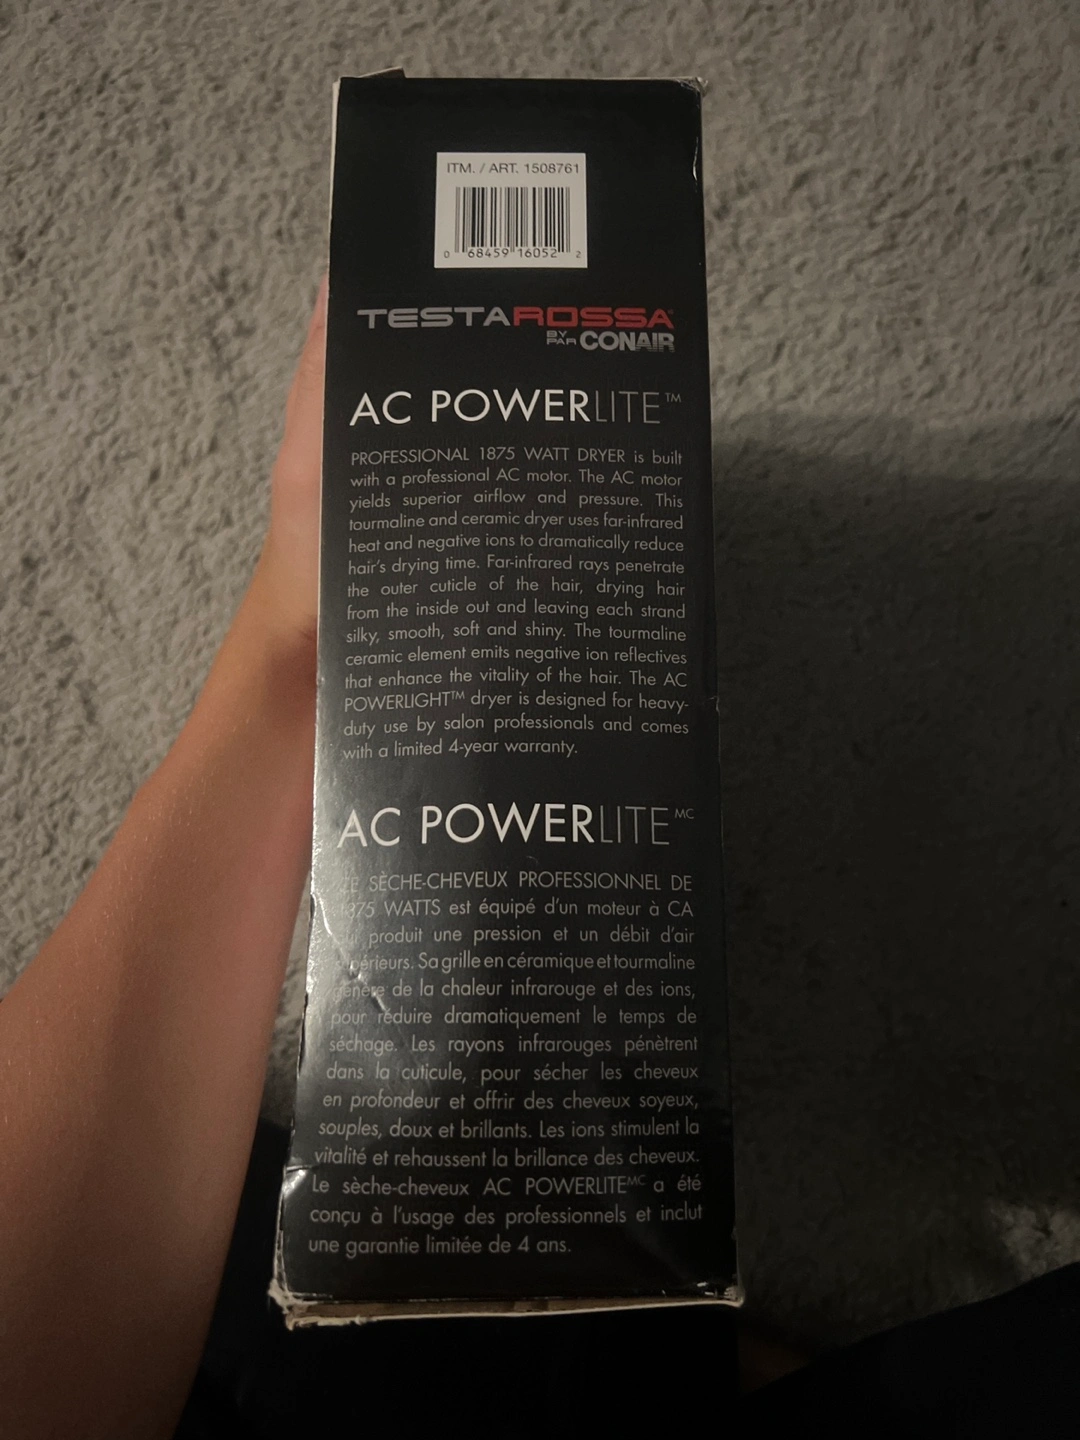 ITM. / ART. 1508761
0 68459 16052 2
TESTAROSSA®
BY
PAR CONAIR
AC POWERLITE™
PROFESSIONAL 1875 WATT DRYER is built
with a professional AC motor. The AC motor
yields superior airflow and pressure. This
tourmaline and ceramic dryer uses far-infrared
heat and negative ions to dramatically reduce
hair's drying time. Far-infrared rays penetrate
the outer cuticle of the hair, drying hair
from the inside out and leaving each strand
silky, smooth, soft and shiny. The tourmaline
ceramic element emits negative ion reflectives
that enhance the vitality of the hair. The AC
POWERLIGHT™ dryer is designed for heavy-
duty use by salon professionals and comes
with a limited 4-year warranty.
AC POWERLITE MC
SÈCHE-CHEVEUX PROFESSIONNEL DE
1875 WATTS est équipé d'un moteur à CA
qui produit une pression et un débit d'air
supérieurs. Sa grille en céramique et tourmaline
génère de la chaleur infrarouge et des ions,
pour réduire dramatiquement le temps de
séchage. Les rayons infrarouges pénètrent
dans la cuticule, pour sécher les cheveux
en profondeur et offrir des cheveux soyeux,
souples, doux et brillants. Les ions stimulent la
vitalité et rehaussent la brillance des cheveux.
Le sèche-cheveux AC POWERLITE MC a été
conçu à l'usage des professionnels et inclut
une garantie limitée de 4 ans.